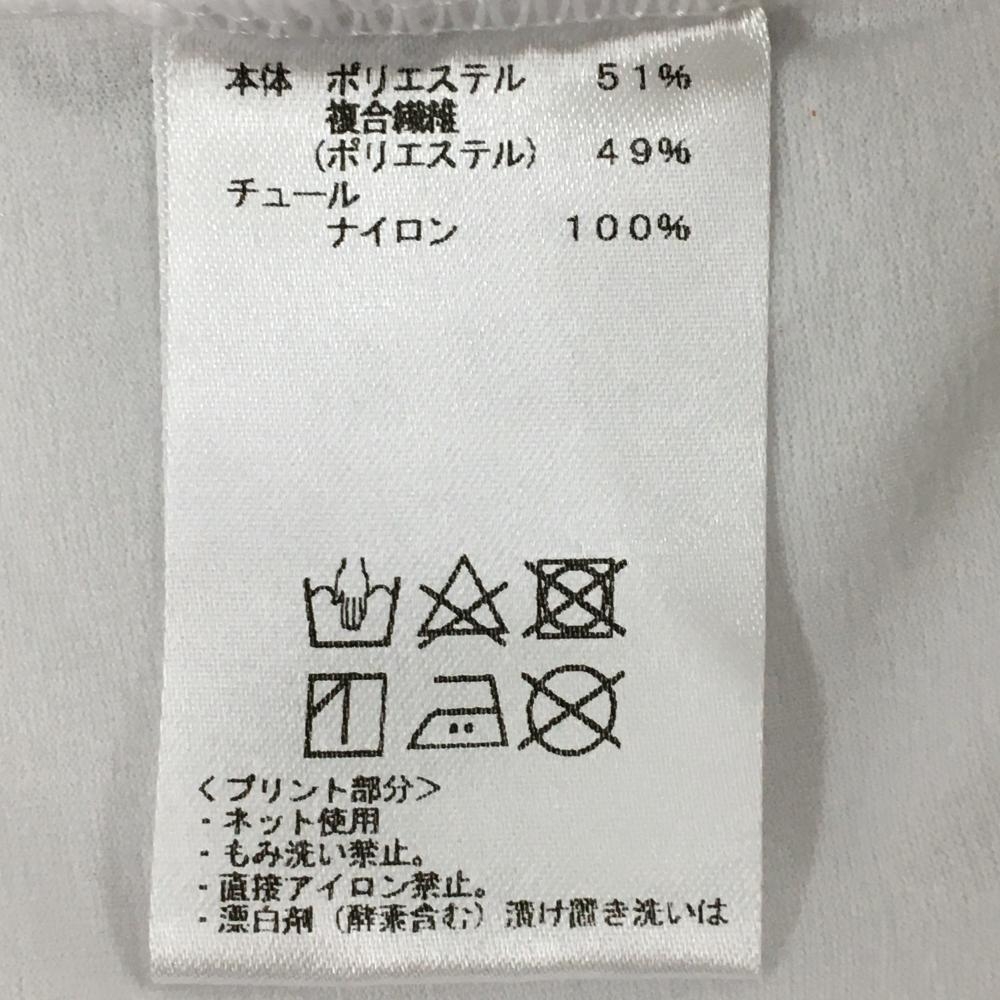 本体 ポリエステル 51%
複合繊維
(ポリエステル) 49%
チュール
ナイロン 100%
<プリント部分>
・ネット使用
・もみ洗い禁止。
・直接アイロン禁止。
・漂白剤（酵素含む）漬け置き洗いは